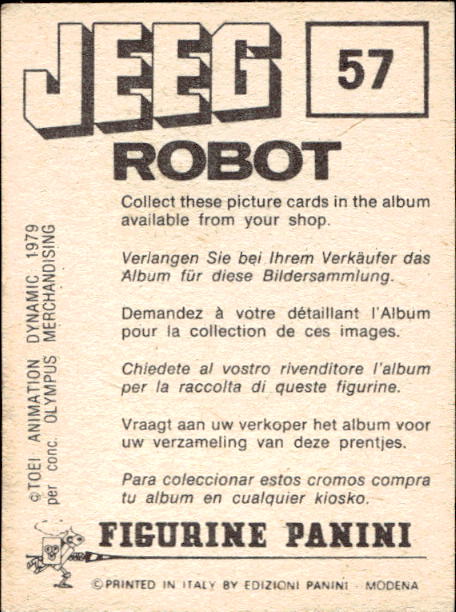 JEEG
57
ROBOT
Collect these picture cards in the album
available from your shop.
Verlangen Sie bei Ihrem Verkäufer das
Album für diese Bildersammlung.
Demandez à votre détaillant l'Album
pour la collection de ces images.
Chiedete al vostro rivenditore l'album
per la raccolta di queste figurine.
Vraagt aan uw verkoper het album voor
uw verzameling van deze prentjes.
Para coleccionar estos cromos compra
tu album en cualquier kiosko.
©TOEI ANIMATION DYNAMIC 1979
per conc. OLYMPUS MERCHANDISING
FIGURINE PANINI
©PRINTED IN ITALY BY EDIZIONI PANINI - MODENA